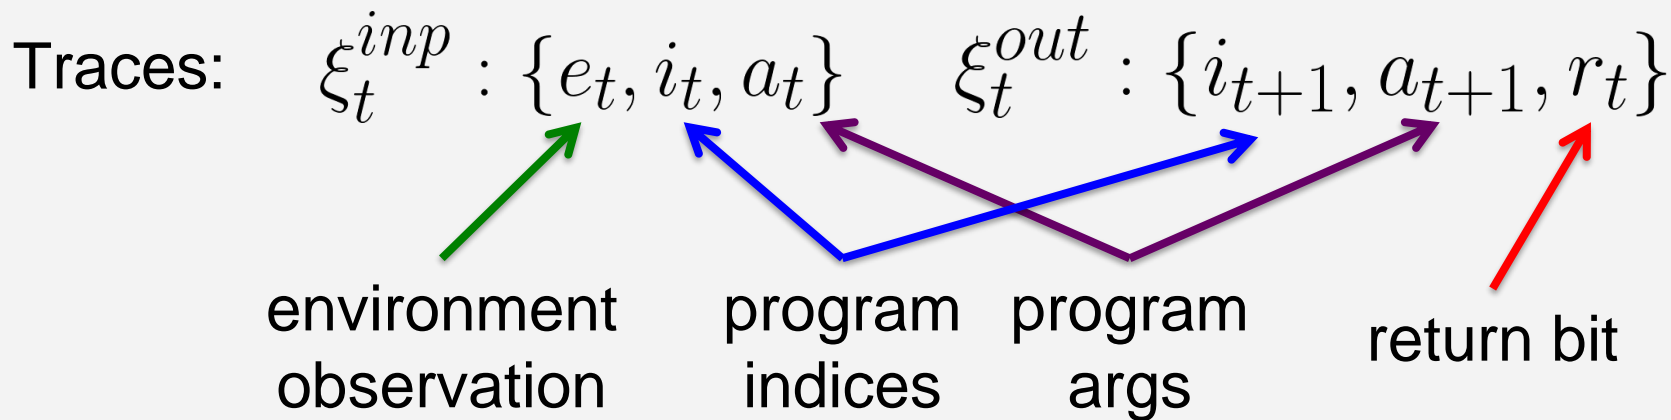 Traces: ξ_t^{inp} : {e_t, i_t, a_t} ξ_t^{out} : {i_{t+1}, a_{t+1}, r_t}
environment program program
observation indices args
return bit